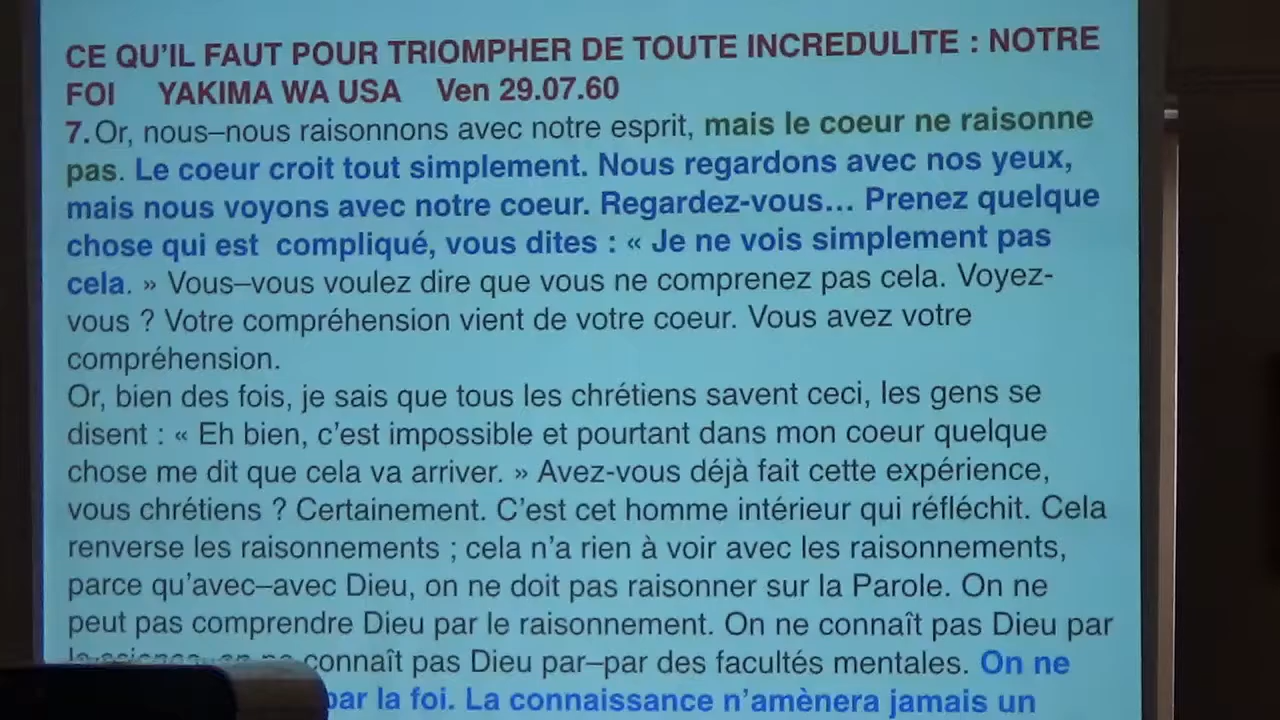 CE QU'IL FAUT POUR TRIOMPHER DE TOUTE INCREDULITE : NOTRE
FOI YAKIMA WA USA Ven 29.07.60
7. Or, nous–nous raisonnons avec notre esprit, mais le coeur ne raisonne
pas. Le coeur croit tout simplement. Nous regardons avec nos yeux,
mais nous voyons avec notre coeur. Regardez-vous... Prenez quelque
chose qui est compliqué, vous dites : « Je ne vois simplement pas
cela. » Vous–vous voulez dire que vous ne comprenez pas cela. Voyez-
vous ? Votre compréhension vient de votre coeur. Vous avez votre
compréhension.
Or, bien des fois, je sais que tous les chrétiens savent ceci, les gens se
disent : « Eh bien, c'est impossible et pourtant dans mon coeur quelque
chose me dit que cela va arriver. » Avez-vous déjà fait cette expérience,
vous chrétiens ? Certainement. C'est cet homme intérieur qui réfléchit. Cela
renverse les raisonnements ; cela n'a rien à voir avec les raisonnements,
parce qu'avec–avec Dieu, on ne doit pas raisonner sur la Parole. On ne
peut pas comprendre Dieu par le raisonnement. On ne connaît pas Dieu par
connaît pas Dieu par–par des facultés mentales. On ne
par la foi. La connaissance n'amènera jamais un